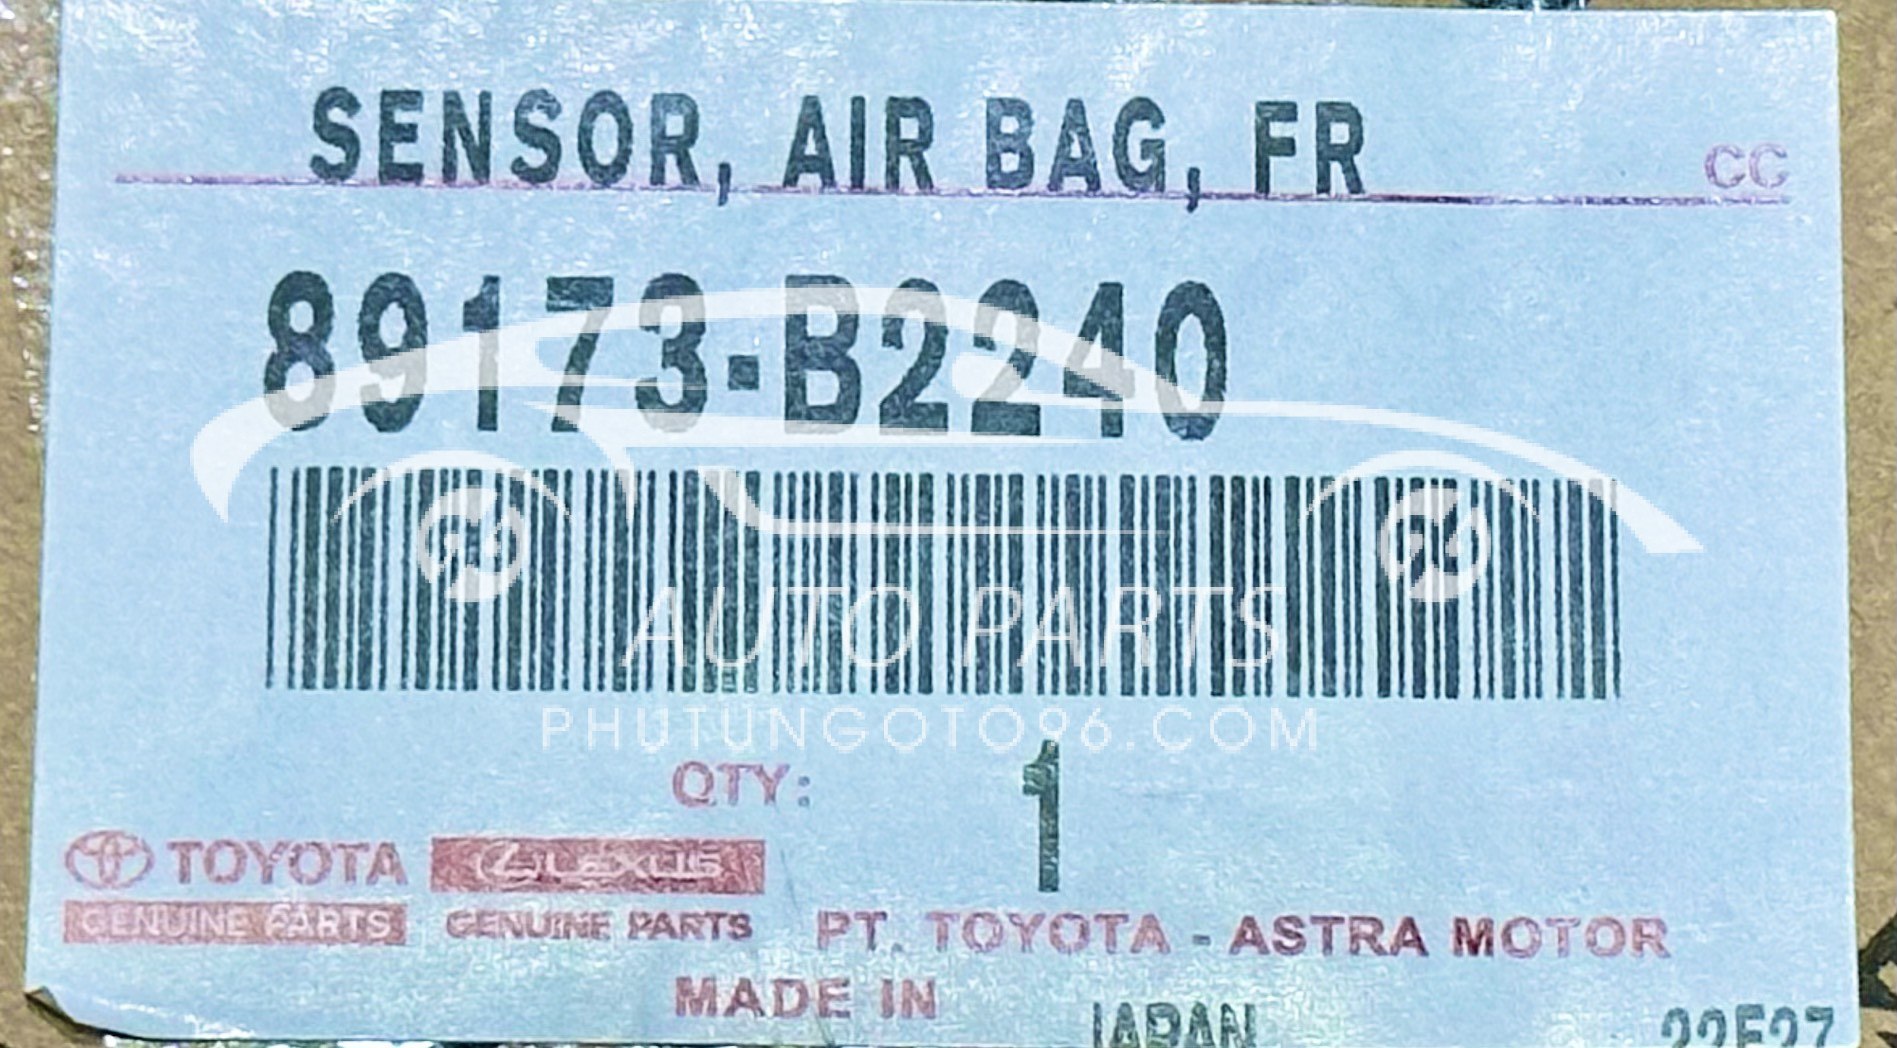 SENSOR, AIR BAG, FR
CC
89173-B2240
AUTO PARTS
PHUTUNGOTO96.COM
QTY: 1
TOYOTA LEXUS
GENUINE PARTS GENUINE PARTS PT. TOYOTA - ASTRA MOTOR
MADE IN JAPAN
22F27